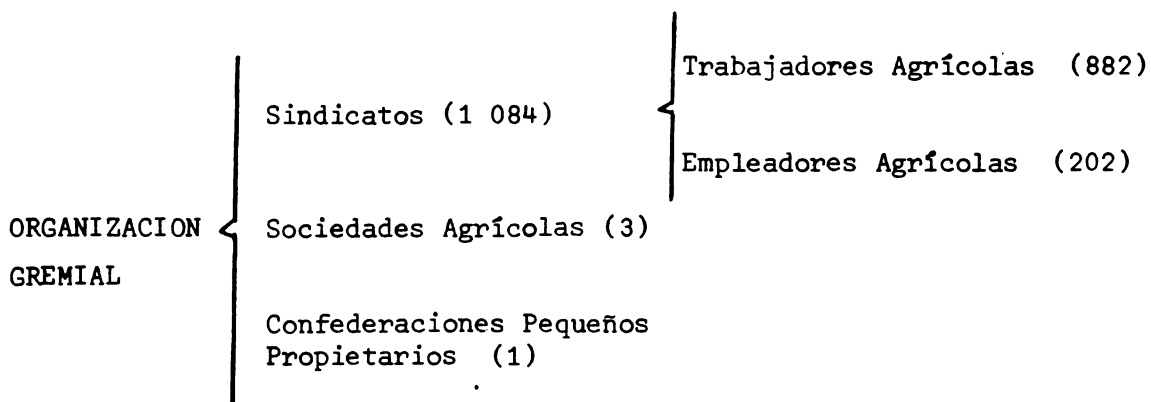 Trabajadores Agrícolas (882)
Sindicatos (1 084)
Empleadores Agrícolas (202)
ORGANIZACION
GREMIAL
Sociedades Agrícolas (3)
Confederaciones Pequeños
Propietarios (1)